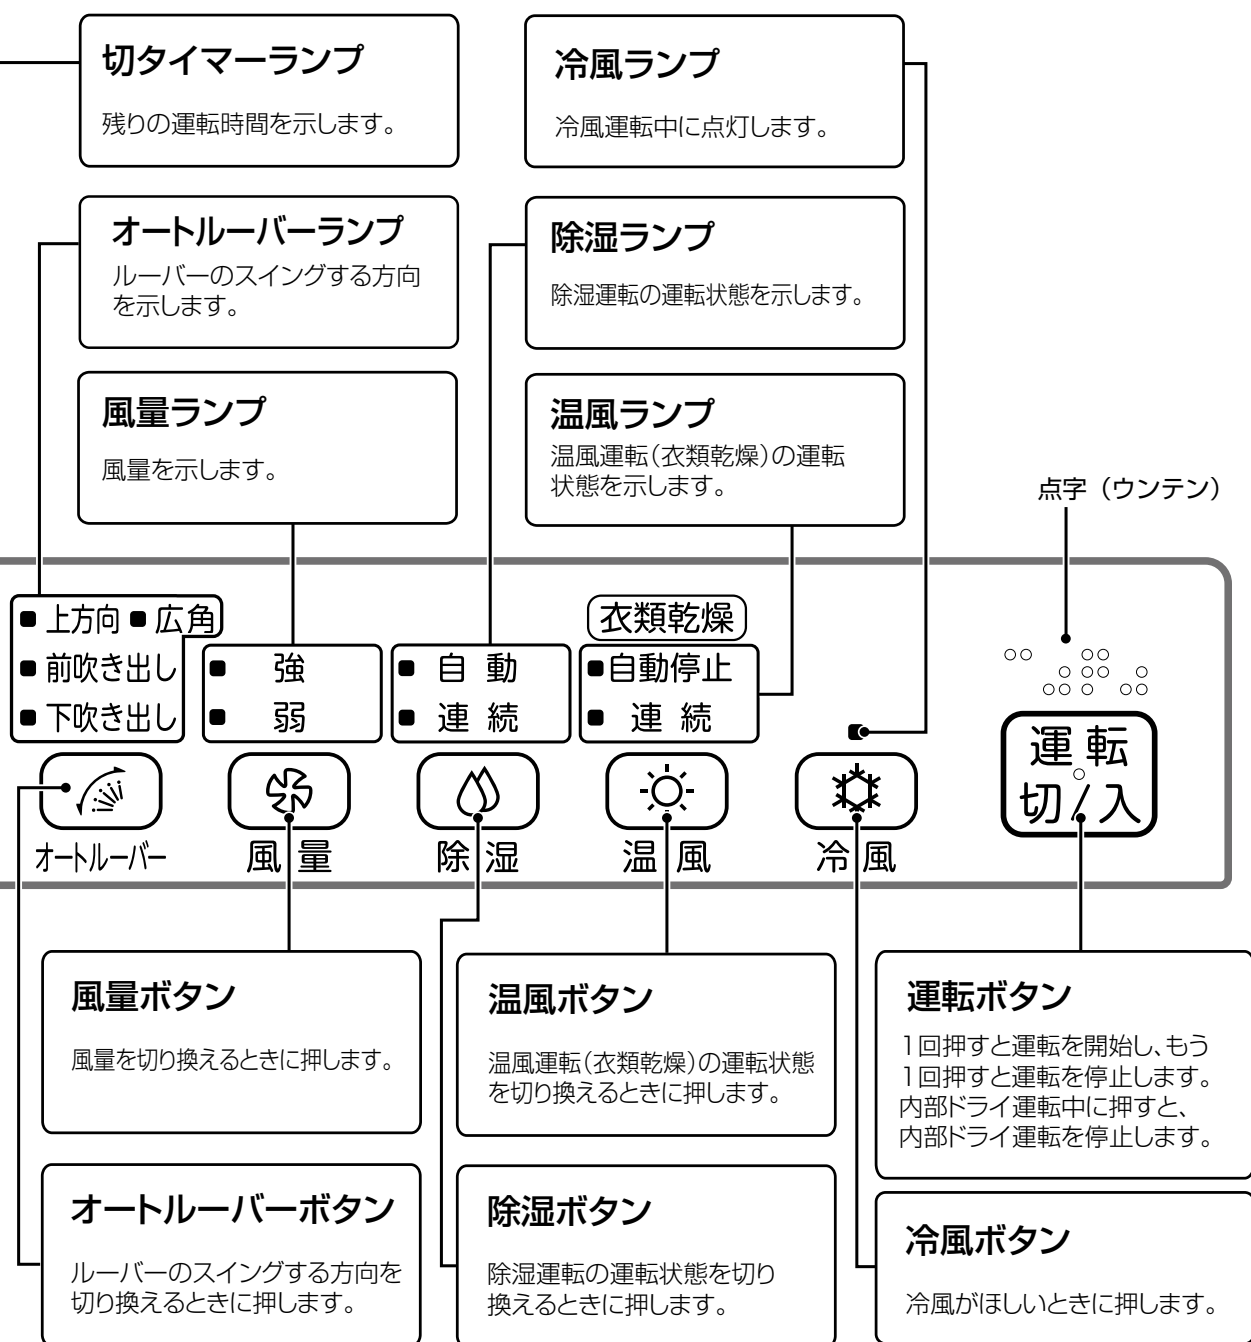 切タイマーランプ
残りの運転時間を示します。
冷風ランプ
冷風運転中に点灯します。
オートルーバーランプ
ルーバーのスイングする方向
を示します。
除湿ランプ
除湿運転の運転状態を示します。
風量ランプ
風量を示します。
温風ランプ
温風運転(衣類乾燥)の運転
状態を示します。
点字(ウンテン)
上方向 広角
前吹き出し
下吹き出し
強
弱
自動
連続
衣類乾燥
自動停止
連続
運転
切/入
オートルーバー
風量
除湿
温風
冷風
風量ボタン
風量を切り換えるときに押します。
温風ボタン
温風運転(衣類乾燥)の運転状態
を切り換えるときに押します。
運転ボタン
1回押すと運転を開始し、もう
1回押すと運転を停止します。
内部ドライ運転中に押すと、
内部ドライ運転を停止します。
オートルーバーボタン
ルーバーのスイングする方向を
切り換えるときに押します。
除湿ボタン
除湿運転の運転状態を切り
換えるときに押します。
冷風ボタン
冷風がほしいときに押します。